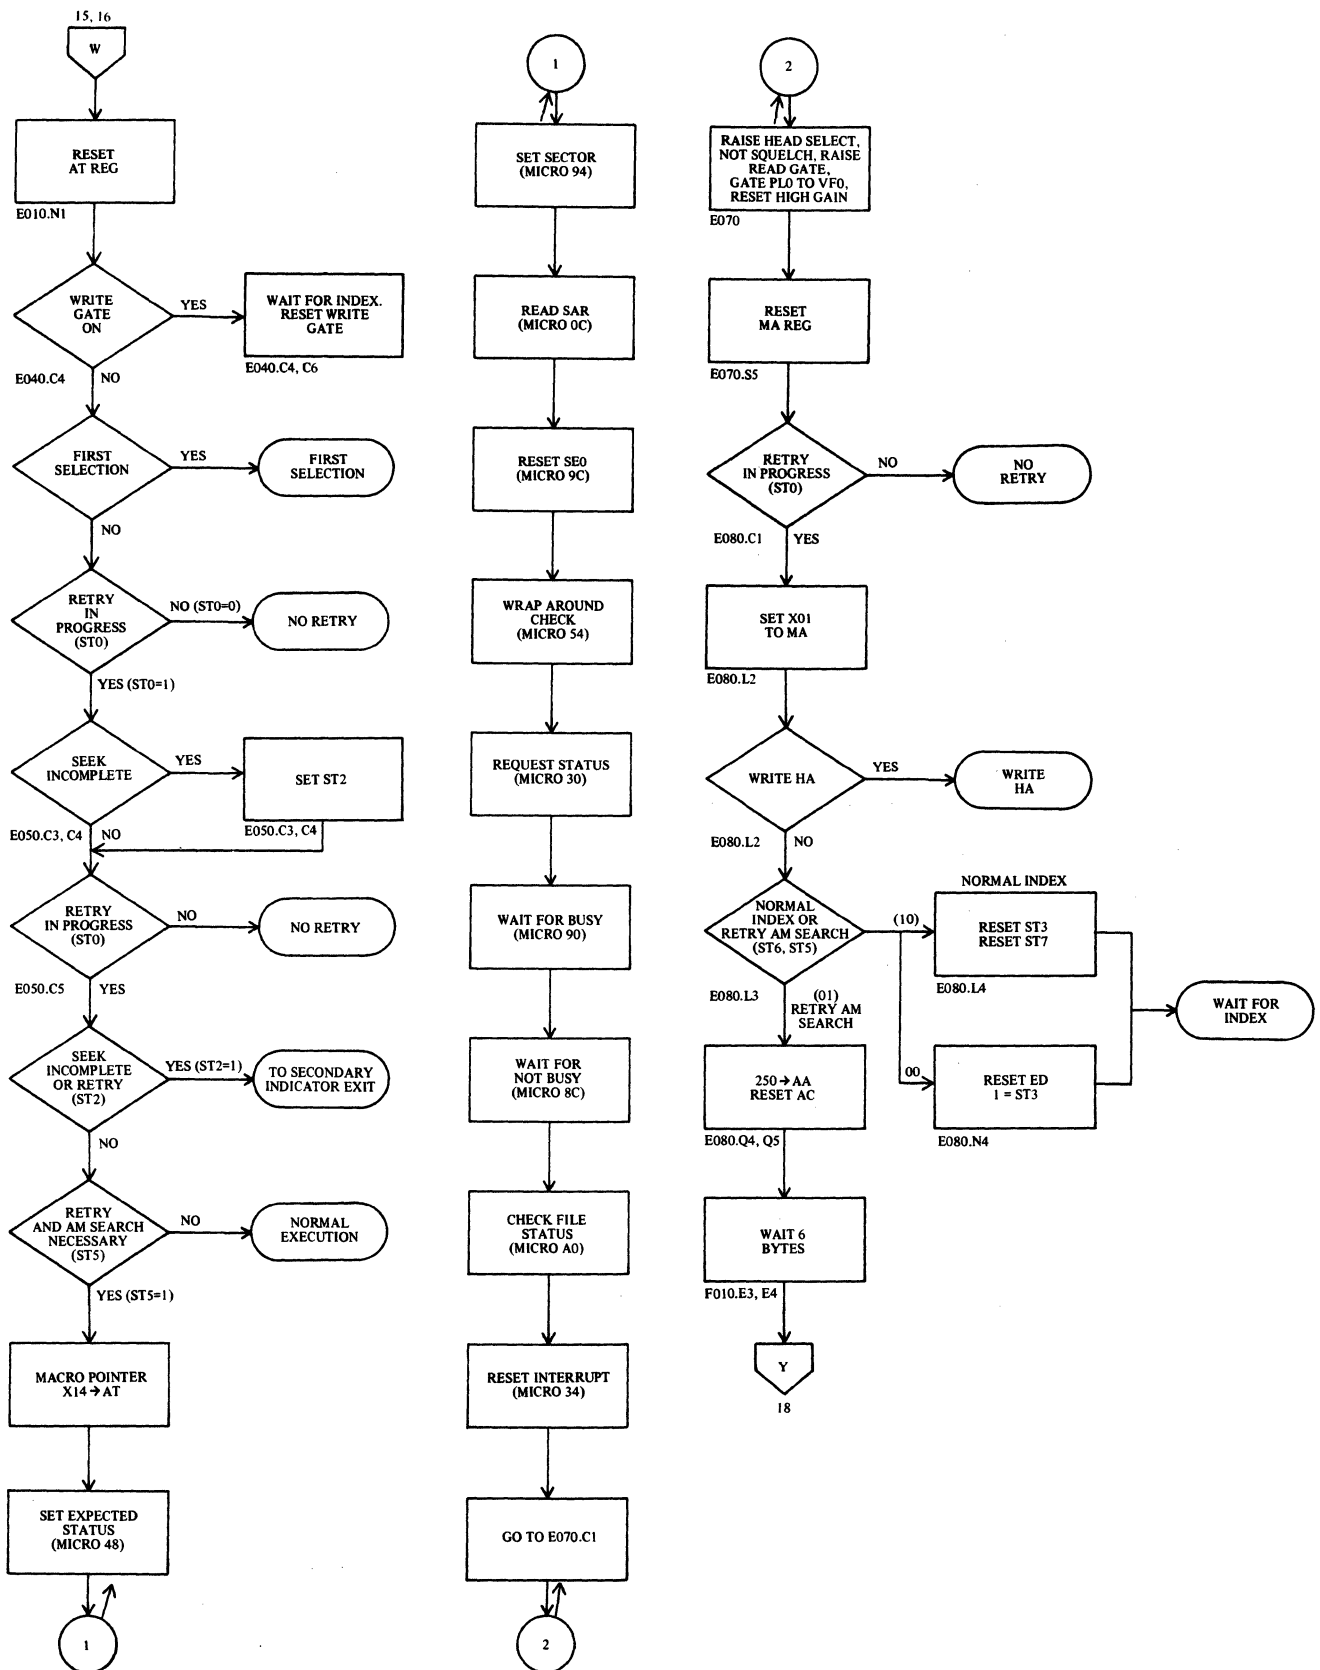 15, 16
W
RESET
AT REG
E010.N1
WRITE
GATE
ON
YES
WAIT FOR INDEX.
RESET WRITE
GATE
E040.C4, C6
E040.C4
NO
FIRST
SELECTION
YES
FIRST
SELECTION
NO
RETRY
IN
PROGRESS
(ST0)
NO (ST0=0)
NO RETRY
YES (ST0=1)
SEEK
INCOMPLETE
YES
SET ST2
E050.C3, C4
E050.C3, C4
NO
RETRY
IN PROGRESS
(ST0)
NO
NO RETRY
E050.C5
YES
SEEK
INCOMPLETE
OR RETRY
(ST2)
YES (ST2=1)
TO SECONDARY
INDICATOR EXIT
NO
RETRY
AND AM SEARCH
NECESSARY
(ST5)
NO
NORMAL
EXECUTION
YES (ST5=1)
MACRO POINTER
X14→AT
SET EXPECTED
STATUS
(MICRO 48)
1
1
SET SECTOR
(MICRO 94)
READ SAR
(MICRO 0C)
RESET SE0
(MICRO 9C)
WRAP AROUND
CHECK
(MICRO 54)
REQUEST STATUS
(MICRO 30)
WAIT FOR BUSY
(MICRO 90)
WAIT FOR
NOT BUSY
(MICRO 8C)
CHECK FILE
STATUS
(MICRO A0)
RESET INTERRUPT
(MICRO 34)
GO TO E070.C1
2
2
RAISE HEAD SELECT,
NOT SQUELCH, RAISE
READ GATE,
GATE PL0 TO VF0,
RESET HIGH GAIN
E070
RESET
MA REG
E070.S5
RETRY
IN PROGRESS
(ST0)
NO
NO
RETRY
E080.C1
YES
SET X01
TO MA
E080.L2
WRITE HA
YES
WRITE
HA
E080.L2
NO
NORMAL
INDEX OR
RETRY AM SEARCH
(ST6, ST5)
(10)
NORMAL INDEX
RESET ST3
RESET ST7
E080.L4
WAIT FOR
INDEX
00
RESET ED
1 = ST3
E080.N4
E080.L3
(01)
RETRY AM
SEARCH
250→AA
RESET AC
E080.Q4, Q5
WAIT 6
BYTES
F010.E3, E4
Y
18